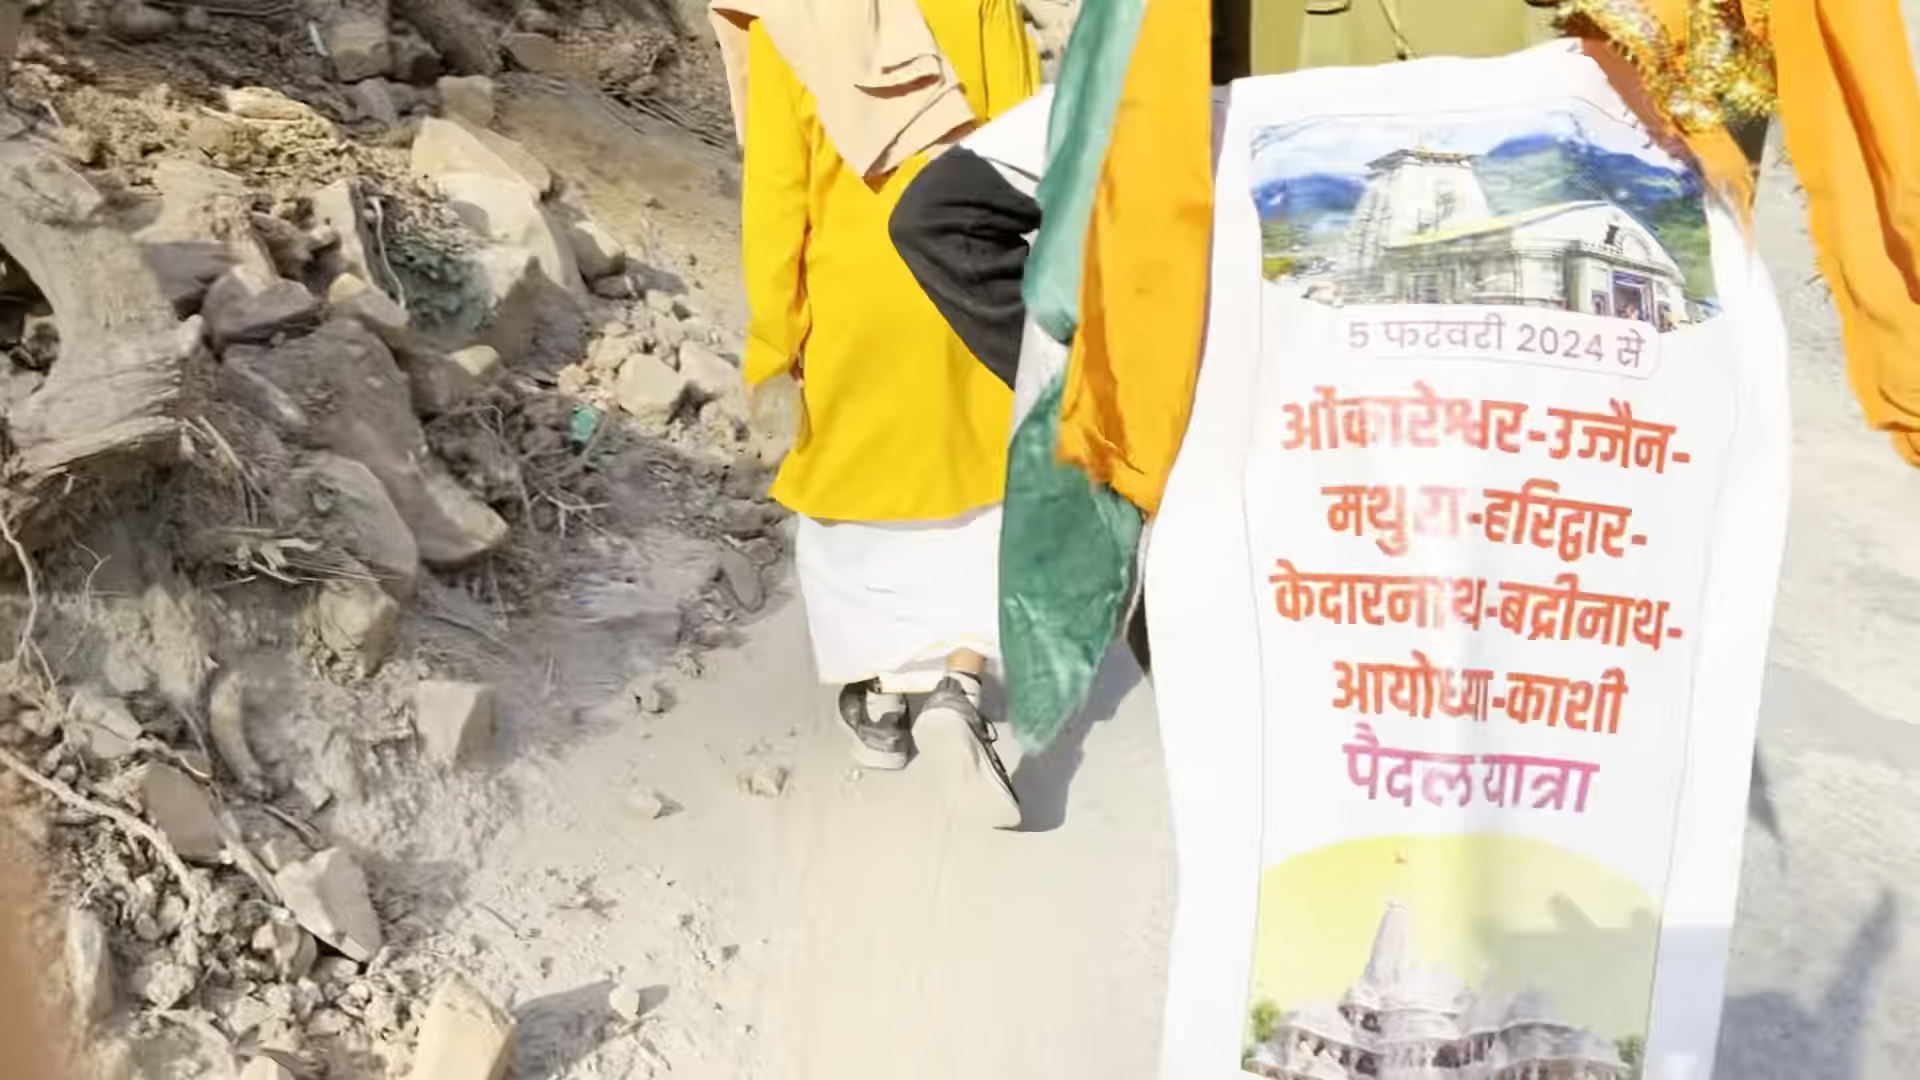 5 फरवरी 2024 से
ओंकारेश्वर-उज्जैन-
मथुरा-हरिद्वार-
केदारनाथ-बद्रीनाथ-
आयोध्या-काशी
पैदल यात्रा